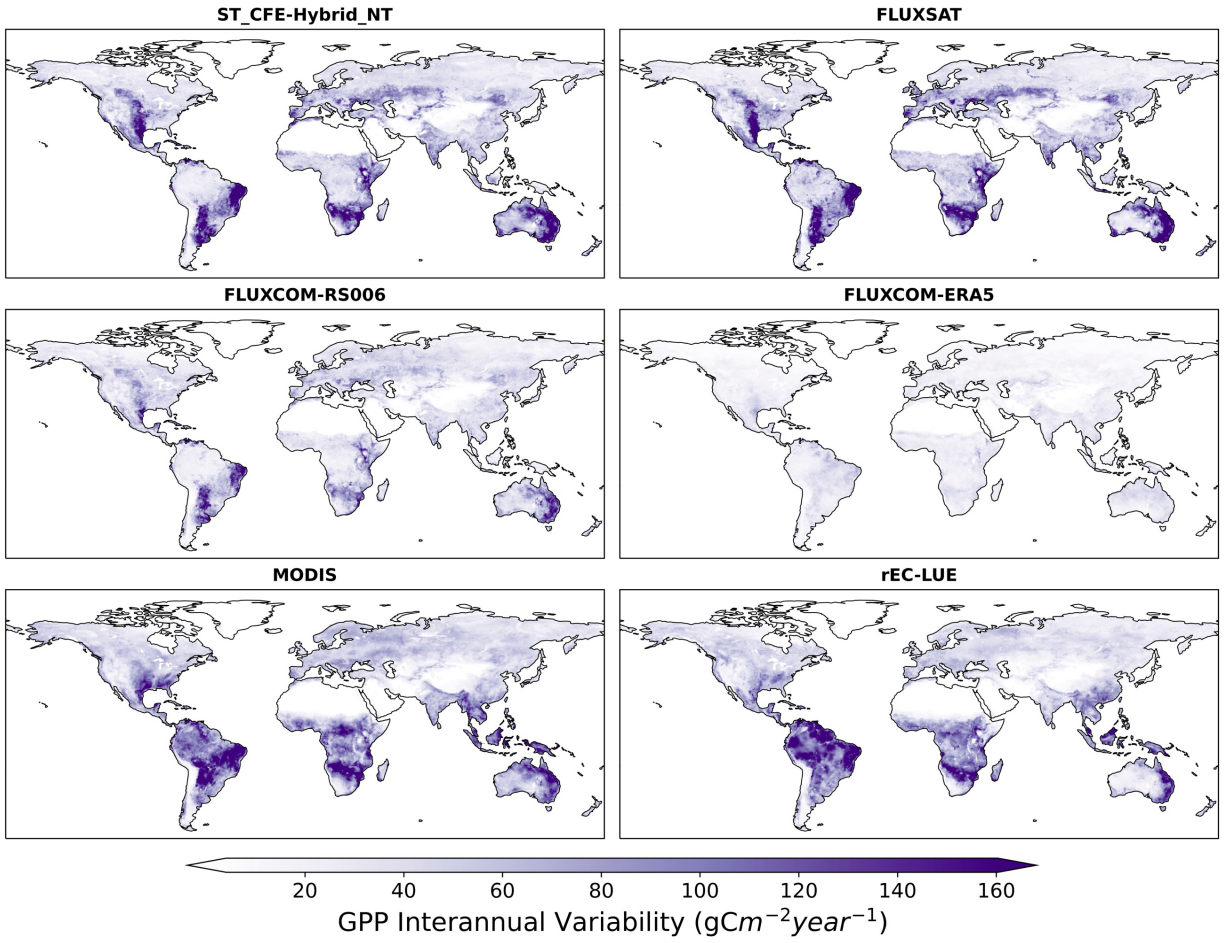 ST_CFE-Hybrid_NT
FLUXSAT
FLUXCOM-RS006
FLUXCOM-ERA5
MODIS
rEC-LUE
20 40 60 80 100 120 140 160
GPP Interannual Variability (gCm⁻²year⁻¹)